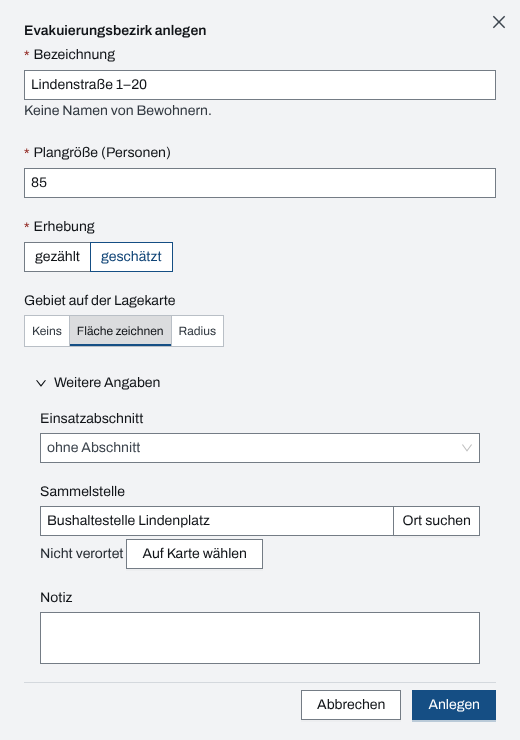 Evakuierungsbezirk anlegen
* Bezeichnung
Lindenstraße 1–20
Keine Namen von Bewohnern.
* Plangröße (Personen)
85
* Erhebung
gezählt geschätzt
Gebiet auf der Lagekarte
Keins Fläche zeichnen Radius
Weitere Angaben
Einsatzabschnitt
ohne Abschnitt
Sammelstelle
Bushaltestelle Lindenplatz Ort suchen
Nicht verortet Auf Karte wählen
Notiz
Abbrechen Anlegen